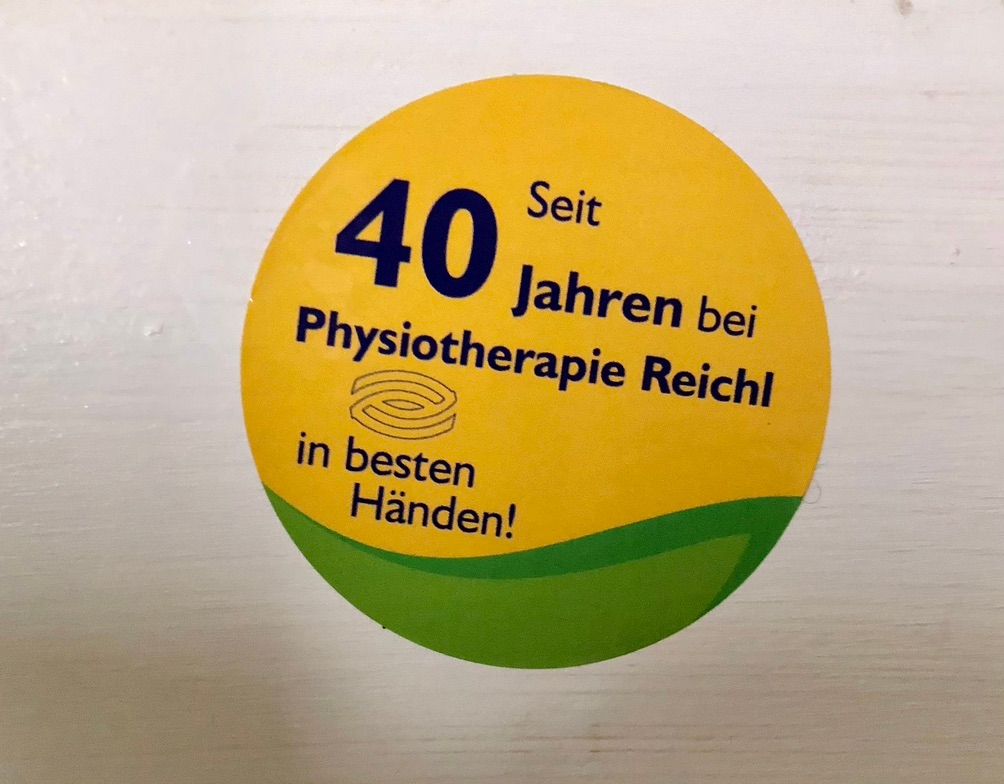 Seit
40 Jahren bei
Physiotherapie Reichl
in besten
Händen!